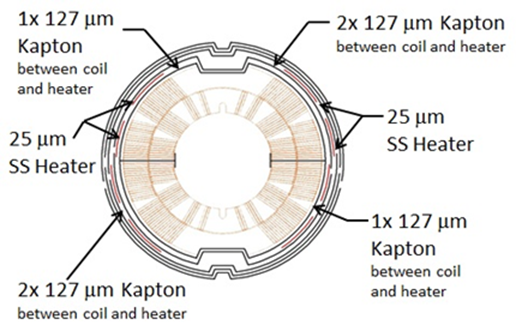 1x 127 µm
Kapton
between coil
and heater
2x 127 µm Kapton
between coil and heater
25 µm
SS Heater
25 µm
SS Heater
1x 127 µm
Kapton
between coil
and heater
2x 127 µm Kapton
between coil and heater